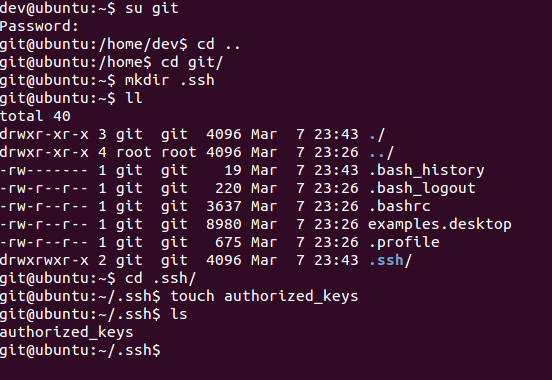 dev@ubuntu:~$ su git
Password:
git@ubuntu:/home/dev$ cd ..
git@ubuntu:/home$ cd git/
git@ubuntu:~$ mkdir .ssh
git@ubuntu:~$ ll
total 40
drwxr-xr-x 3 git  git  4096 Mar  7 23:43 ./
drwxr-xr-x 4 root root 4096 Mar  7 23:26 ../
-rw------- 1 git  git    19 Mar  7 23:43 .bash_history
-rw-r--r-- 1 git  git   220 Mar  7 23:26 .bash_logout
-rw-r--r-- 1 git  git  3637 Mar  7 23:26 .bashrc
-rw-r--r-- 1 git  git  8980 Mar  7 23:26 examples.desktop
-rw-r--r-- 1 git  git   675 Mar  7 23:26 .profile
drwxrwxr-x 2 git  git  4096 Mar  7 23:43 .ssh/
git@ubuntu:~$ cd .ssh/
git@ubuntu:~/.ssh$ touch authorized_keys
git@ubuntu:~/.ssh$ ls
authorized_keys
git@ubuntu:~/.ssh$